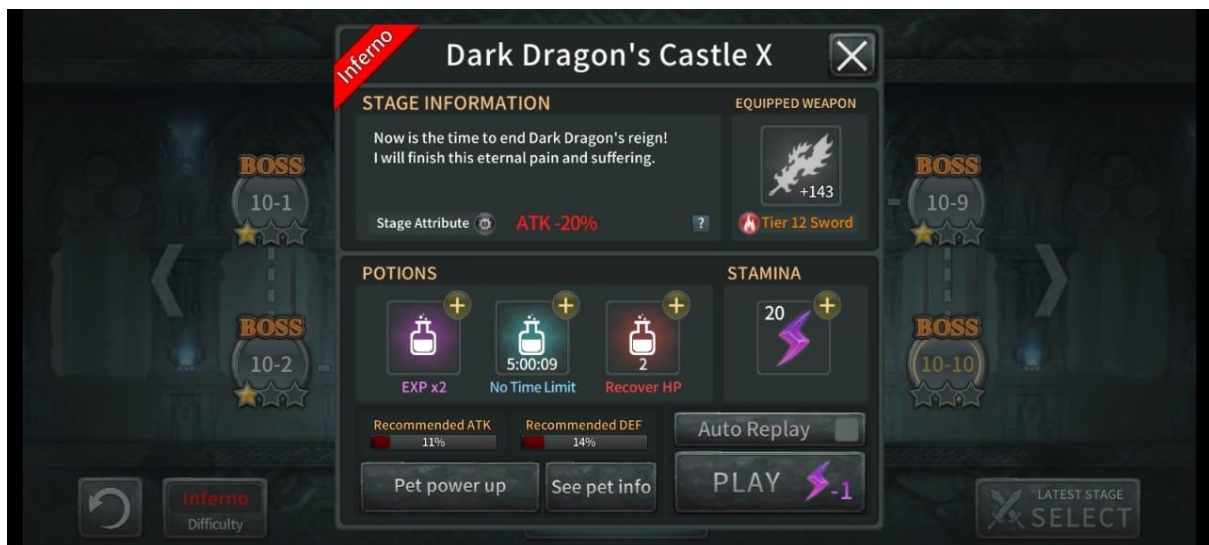 Inferno
Dark Dragon's Castle X
STAGE INFORMATION
EQUIPPED WEAPON
Now is the time to end Dark Dragon's reign!
I will finish this eternal pain and suffering.
+143
Stage Attribute
ATK -20%
?
Tier 12 Sword
BOSS
10-1
BOSS
10-9
BOSS
10-2
BOSS
10-10
POTIONS
STAMINA
+
+
+
20
+
5:00:09
2
EXP x2
No Time Limit
Recover HP
Recommended ATK
11%
Recommended DEF
14%
Auto Replay
Pet power up
See pet info
PLAY
-1
Inferno
Difficulty
LATEST STAGE
SELECT